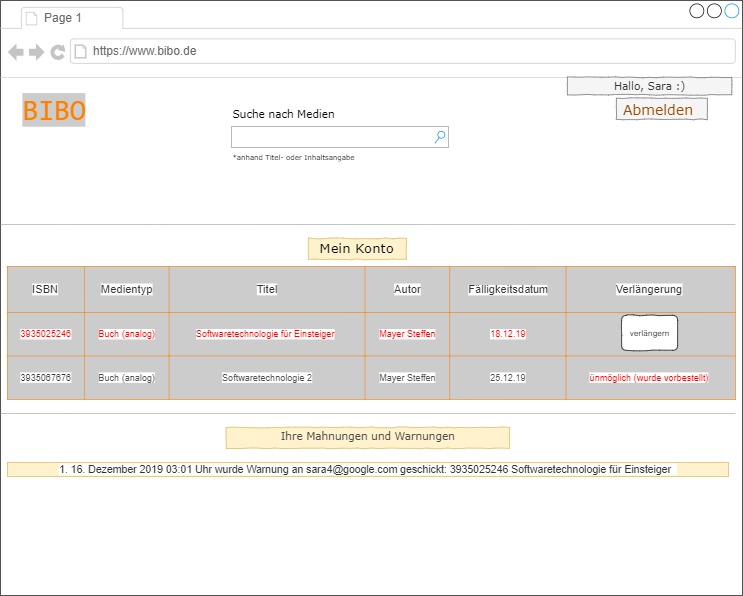 Page 1
https://www.bibo.de
Hallo, Sara :)
BIBO
Abmelden
Suche nach Medien
*anhand Titel- oder Inhaltsangabe
Mein Konto
ISBN Medientyp Titel Autor Fälligkeitsdatum Verlängerung
3935025246 Buch (analog) Softwaretechnologie für Einsteiger Mayer Steffen 18.12.19 verlängern
3935067676 Buch (analog) Softwaretechnologie 2 Mayer Steffen 25.12.19 ünmöglich (wurde vorbestellt)
Ihre Mahnungen und Warnungen
1. 16. Dezember 2019 03:01 Uhr wurde Warnung an sara4@google.com geschickt: 3935025246 Softwaretechnologie für Einsteiger